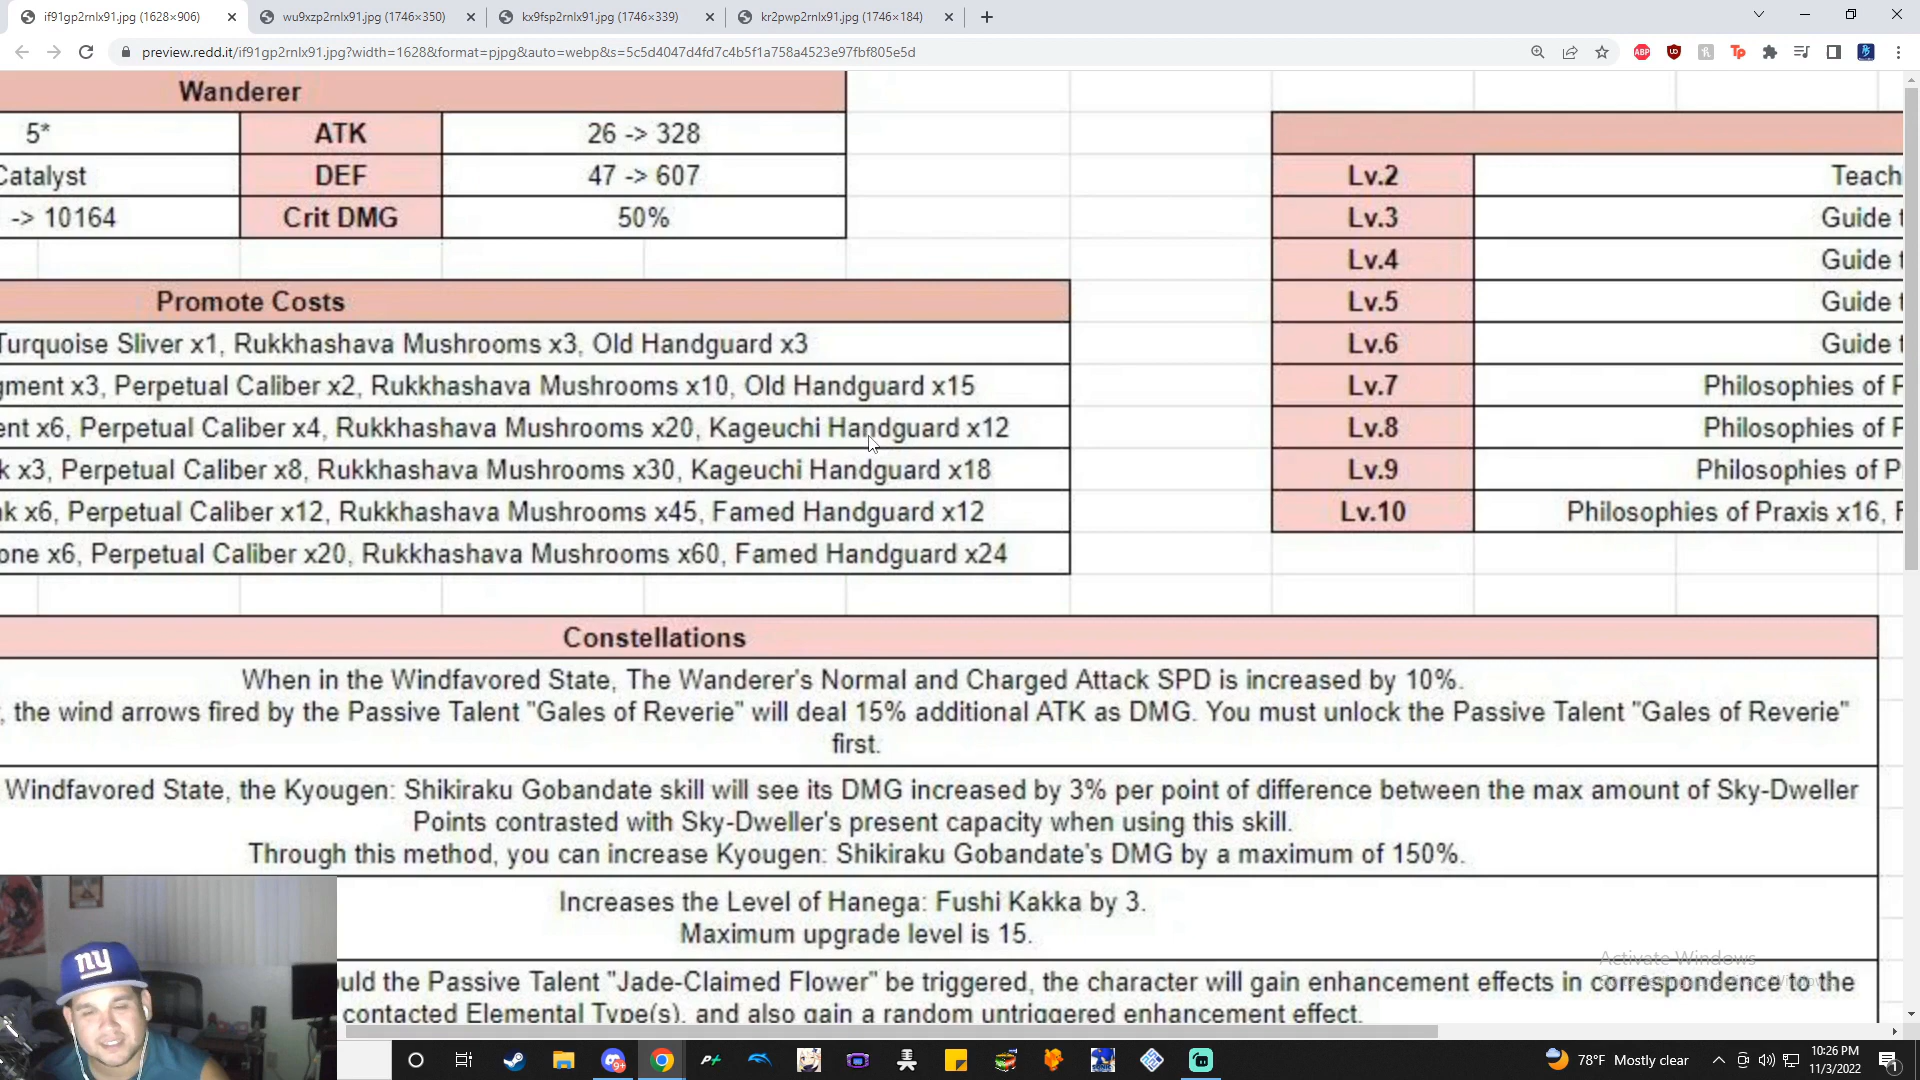 if91gp2rnlx91.jpg (1628×906)
wu9xzp2rnlx91.jpg (1746×350)
kx9fsp2rnlx91.jpg (1746×339)
kr2pwp2rnlx91.jpg (1746×184)
preview.redd.it/if91gp2rnlx91.jpg?width=1628&format=pjpg&auto=webp&s=5c5d4047d4fd7c4b5f1a758a4523e97fbf805e5d
Wanderer
5* ATK 26 -> 328
Catalyst DEF 47 -> 607
-> 10164 Crit DMG 50%
Promote Costs
Turquoise Sliver x1, Rukkhashava Mushrooms x3, Old Handguard x3
gment x3, Perpetual Caliber x2, Rukkhashava Mushrooms x10, Old Handguard x15
ent x6, Perpetual Caliber x4, Rukkhashava Mushrooms x20, Kageuchi Handguard x12
k x3, Perpetual Caliber x8, Rukkhashava Mushrooms x30, Kageuchi Handguard x18
nk x6, Perpetual Caliber x12, Rukkhashava Mushrooms x45, Famed Handguard x12
one x6, Perpetual Caliber x20, Rukkhashava Mushrooms x60, Famed Handguard x24
Lv.2 Teach
Lv.3 Guide t
Lv.4 Guide t
Lv.5 Guide t
Lv.6 Guide t
Lv.7 Philosophies of P
Lv.8 Philosophies of P
Lv.9 Philosophies of P
Lv.10 Philosophies of Praxis x16, F
Constellations
When in the Windfavored State, The Wanderer's Normal and Charged Attack SPD is increased by 10%.
, the wind arrows fired by the Passive Talent "Gales of Reverie" will deal 15% additional ATK as DMG. You must unlock the Passive Talent "Gales of Reverie"
first.
Windfavored State, the Kyougen: Shikiraku Gobandate skill will see its DMG increased by 3% per point of difference between the max amount of Sky-Dweller
Points contrasted with Sky-Dweller's present capacity when using this skill.
Through this method, you can increase Kyougen: Shikiraku Gobandate's DMG by a maximum of 150%.
Increases the Level of Hanega: Fushi Kakka by 3.
Maximum upgrade level is 15.
ould the Passive Talent "Jade-Claimed Flower" be triggered, the character will gain enhancement effects in correspondence to the
contacted Elemental Type(s), and also gain a random untriggered enhancement effect.
Activate Windows
ny
78°F Mostly clear
10:26 PM
11/3/2022